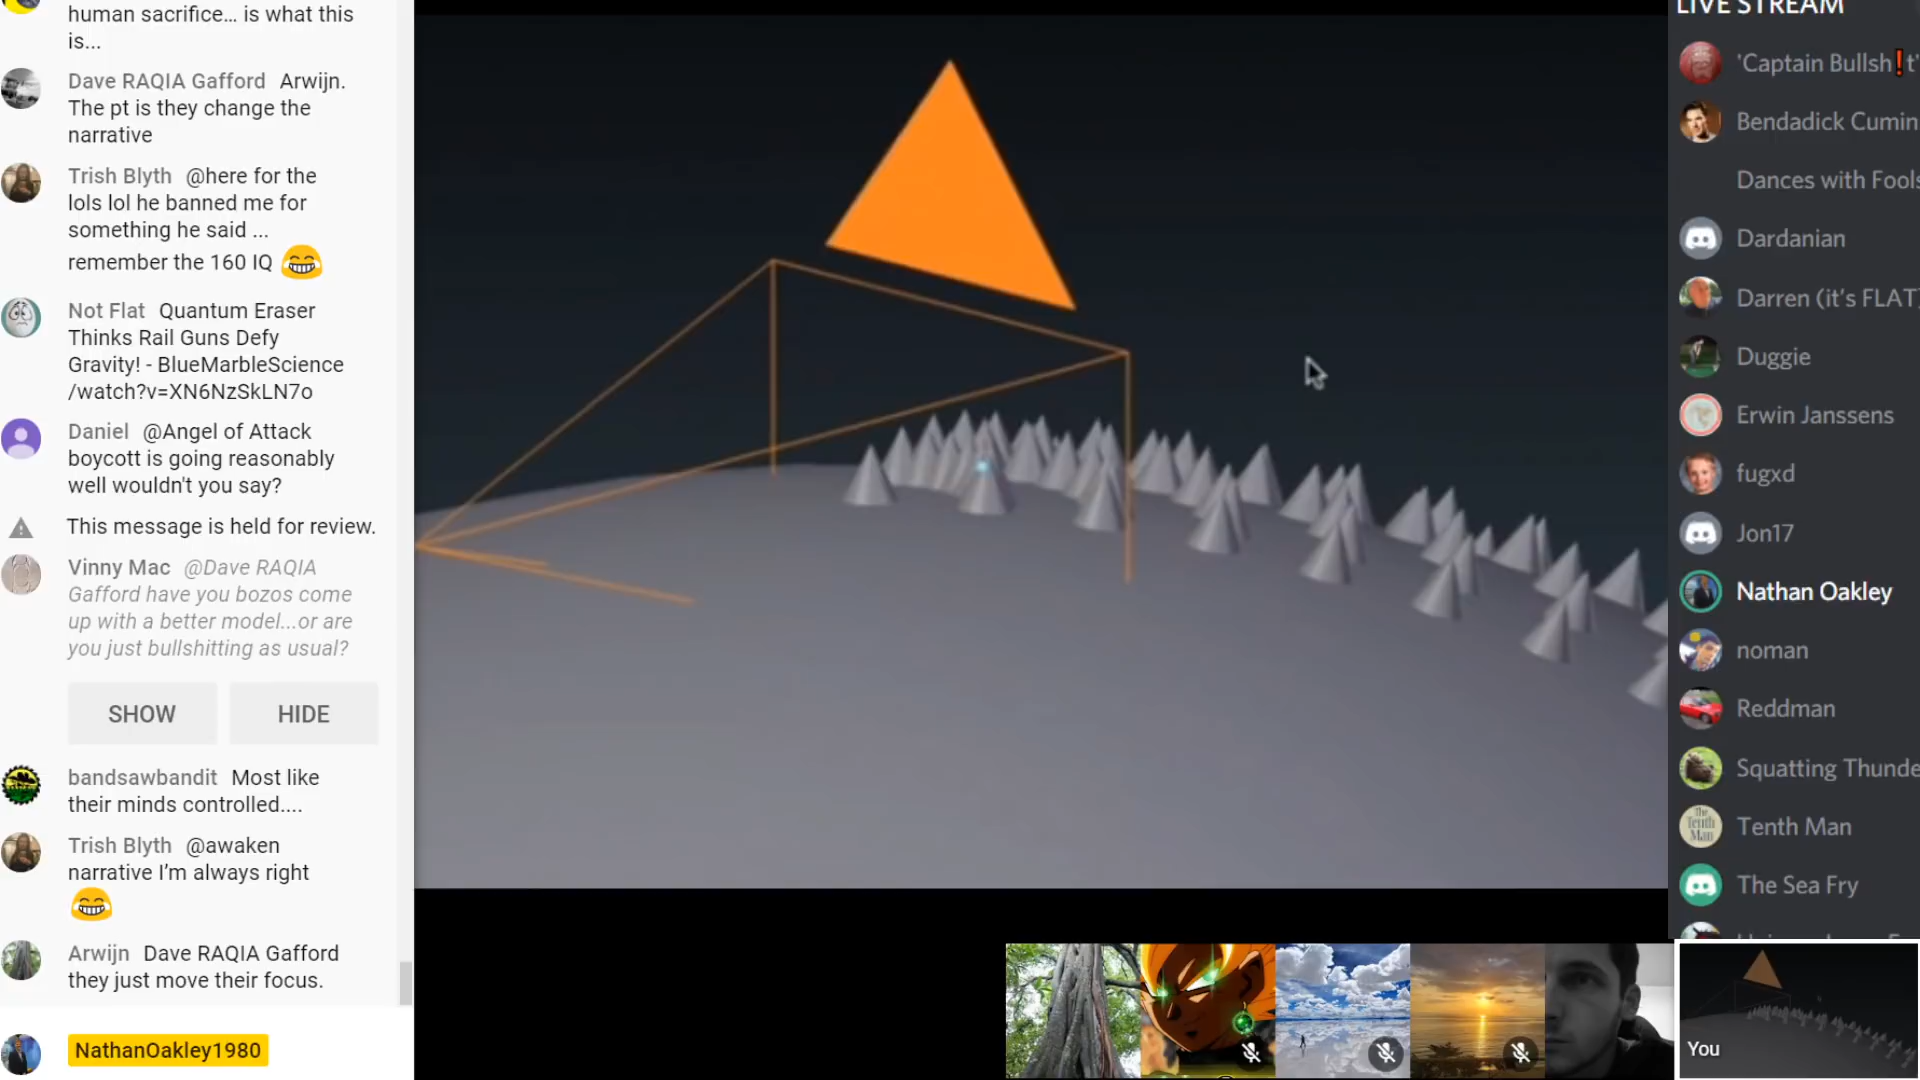 human sacrifice... is what this
is...
Dave RAQIA Gafford Arwijn.
The pt is they change the
narrative
Trish Blyth @here for the
lols lol he banned me for
something he said ...
remember the 160 IQ
Not Flat Quantum Eraser
Thinks Rail Guns Defy
Gravity! - BlueMarbleScience
/watch?v=XN6NzSkLN7o
Daniel @Angel of Attack
boycott is going reasonably
well wouldn't you say?
This message is held for review.
Vinny Mac @Dave RAQIA
Gafford have you bozos come
up with a better model...or are
you just bullshitting as usual?
SHOW HIDE
bandsawbandit Most like
their minds controlled....
Trish Blyth @awaken
narrative I'm always right
Arwijn Dave RAQIA Gafford
they just move their focus.
NathanOakley1980
LIVE STREAM
'Captain Bullsh❗t'
Bendadick Cumin
Dances with Fools
Dardanian
Darren (it's FLAT)
Duggie
Erwin Janssens
fugxd
Jon17
Nathan Oakley
noman
Reddman
Squatting Thunde
The Tenth Man
Tenth Man
The Sea Fry
You